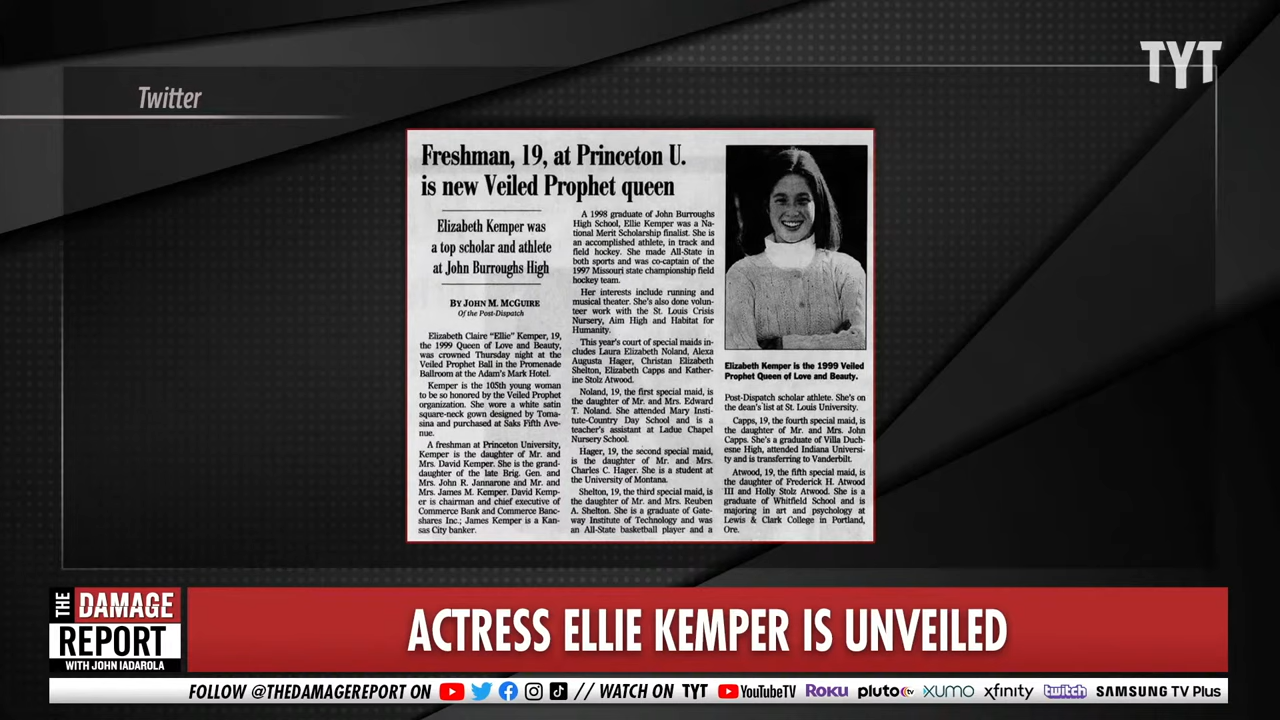 TYT
Twitter
Freshman, 19, at Princeton U.
is new Veiled Prophet queen
Elizabeth Kemper was
a top scholar and athlete
at John Burroughs High
BY JOHN M. MCGUIRE
Of the Post-Dispatch
Elizabeth Claire "Ellie" Kemper, 19,
the 1999 Queen of Love and Beauty,
was crowned Thursday night at the
Veiled Prophet Ball in the Promenade
Ballroom at the Adam's Mark Hotel.
Kemper is the 105th young woman
to be so honored by the Veiled Prophet
organization. She wore a white satin
square-neck gown designed by Toma-
sina and purchased at Saks Fifth Ave-
nue.
A freshman at Princeton University,
Kemper is the daughter of Mr. and
Mrs. David Kemper. She is the grand-
daughter of the late Brig. Gen. and
Mrs. John R. Jannarone and Mr. and
Mrs. James M. Kemper. David Kemp-
er is chairman and chief executive of
Commerce Bank and Commerce Banc-
shares Inc.; James Kemper is a Kan-
sas City banker.
A 1998 graduate of John Burroughs
High School, Ellie Kemper was a Na-
tional Merit Scholarship finalist. She is
an accomplished athlete, in track and
field hockey. She made All-State in
both sports and was co-captain of the
1997 Missouri state championship field
hockey team.
Her interests include running and
musical theater. She's also done volun-
teer work with the St. Louis Crisis
Nursery, Aim High and Habitat for
Humanity.
This year's court of special maids in-
cludes Laura Elizabeth Noland, Alexa
Augusta Hager, Christan Elizabeth
Shelton, Elizabeth Capps and Kather-
ine Stolz Atwood.
Noland, 19, the first special maid, is
the daughter of Mr. and Mrs. Edward
T. Noland. She attended Mary Insti-
tute-Country Day School and is a
teacher's assistant at Ladue Chapel
Nursery School.
Hager, 19, the second special maid,
is the daughter of Mr. and Mrs.
Charles C. Hager. She is a student at
the University of Montana.
Shelton, 19, the third special maid, is
the daughter of Mr. and Mrs. Reuben
A. Shelton. She is a graduate of Gate-
way Institute of Technology and was
an All-State basketball player and a
Elizabeth Kemper is the 1999 Veiled
Prophet Queen of Love and Beauty.
Post-Dispatch scholar athlete. She's on
the dean's list at St. Louis University.
Capps, 19, the fourth special maid, is
the daughter of Mr. and Mrs. John
Capps. She's a graduate of Villa Duch-
esne High, attended Indiana Universi-
ty and is transferring to Vanderbilt.
Atwood, 19, the fifth special maid, is
the daughter of Frederick H. Atwood
III and Holly Stolz Atwood. She is a
graduate of Whitfield School and is
majoring in art and psychology at
Lewis & Clark College in Portland,
Ore.
THE DAMAGE
REPORT
WITH JOHN IADAROLA
ACTRESS ELLIE KEMPER IS UNVEILED
FOLLOW @THEDAMAGEREPORT ON // WATCH ON TYT YouTubeTV ROKU pluto tv XUMO xfinity twitch SAMSUNG TV Plus